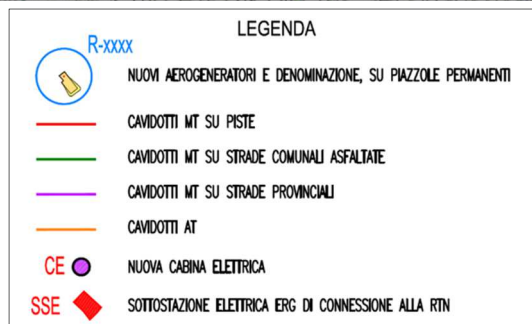 LEGENDA
R-xxxx
NUOVI AEROGENERATORI E DENOMINAZIONE, SU PIAZZOLE PERMANENTI
CAVIDOTTI MT SU PISTE
CAVIDOTTI MT SU STRADE COMUNALI ASFALTATE
CAVIDOTTI MT SU STRADE PROVINCIALI
CAVIDOTTI AT
CE NUOVA CABINA ELETTRICA
SSE SOTTOSTAZIONE ELETTRICA ERG DI CONNESSIONE ALLA RTN